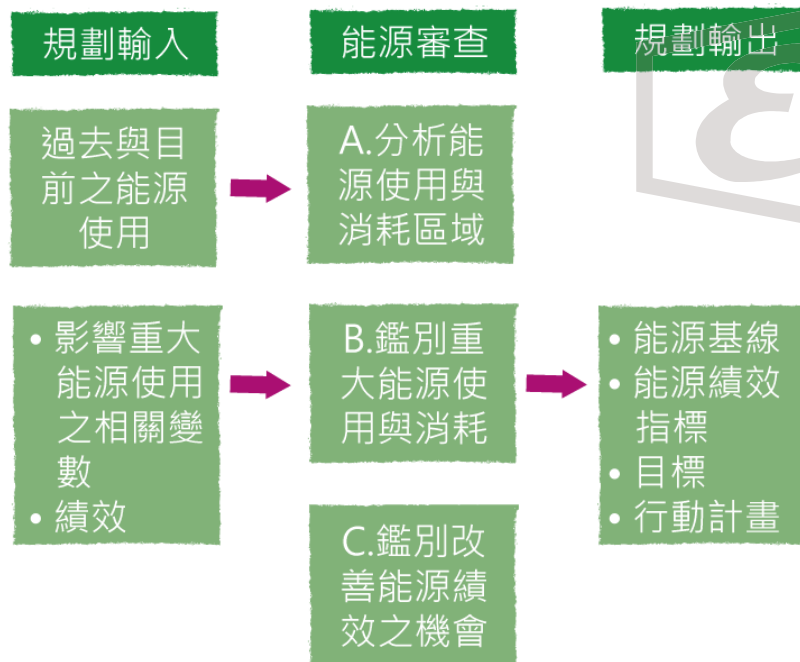 規劃輸入
能源審查
規劃輸出
過去與目
前之能源
使用
A.分析能
源使用與
消耗區域
• 影響重大
能源使用
之相關變
數
• 績效
B.鑑別重
大能源使
用與消耗
• 能源基線
• 能源績效
指標
• 目標
• 行動計畫
C.鑑別改
善能源績
效之機會